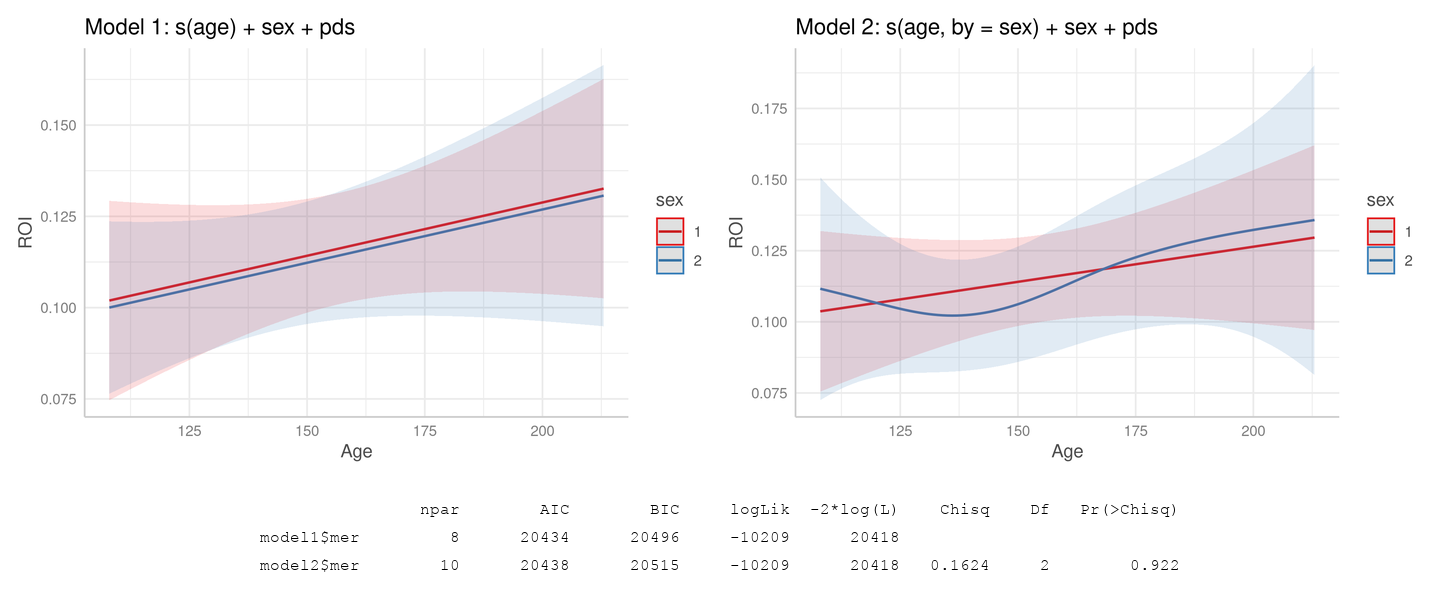 Model 1: s(age) + sex + pds
0.150
0.125
0.100
0.075
ROI
125 150 175 200
Age
sex
1
2
Model 2: s(age, by = sex) + sex + pds
0.175
0.150
0.125
0.100
0.075
ROI
125 150 175 200
Age
sex
1
2
npar AIC BIC logLik -2*log(L) Chisq Df Pr(>Chisq)
model1$mer 8 20434 20496 -10209 20418
model2$mer 10 20438 20515 -10209 20418 0.1624 2 0.922